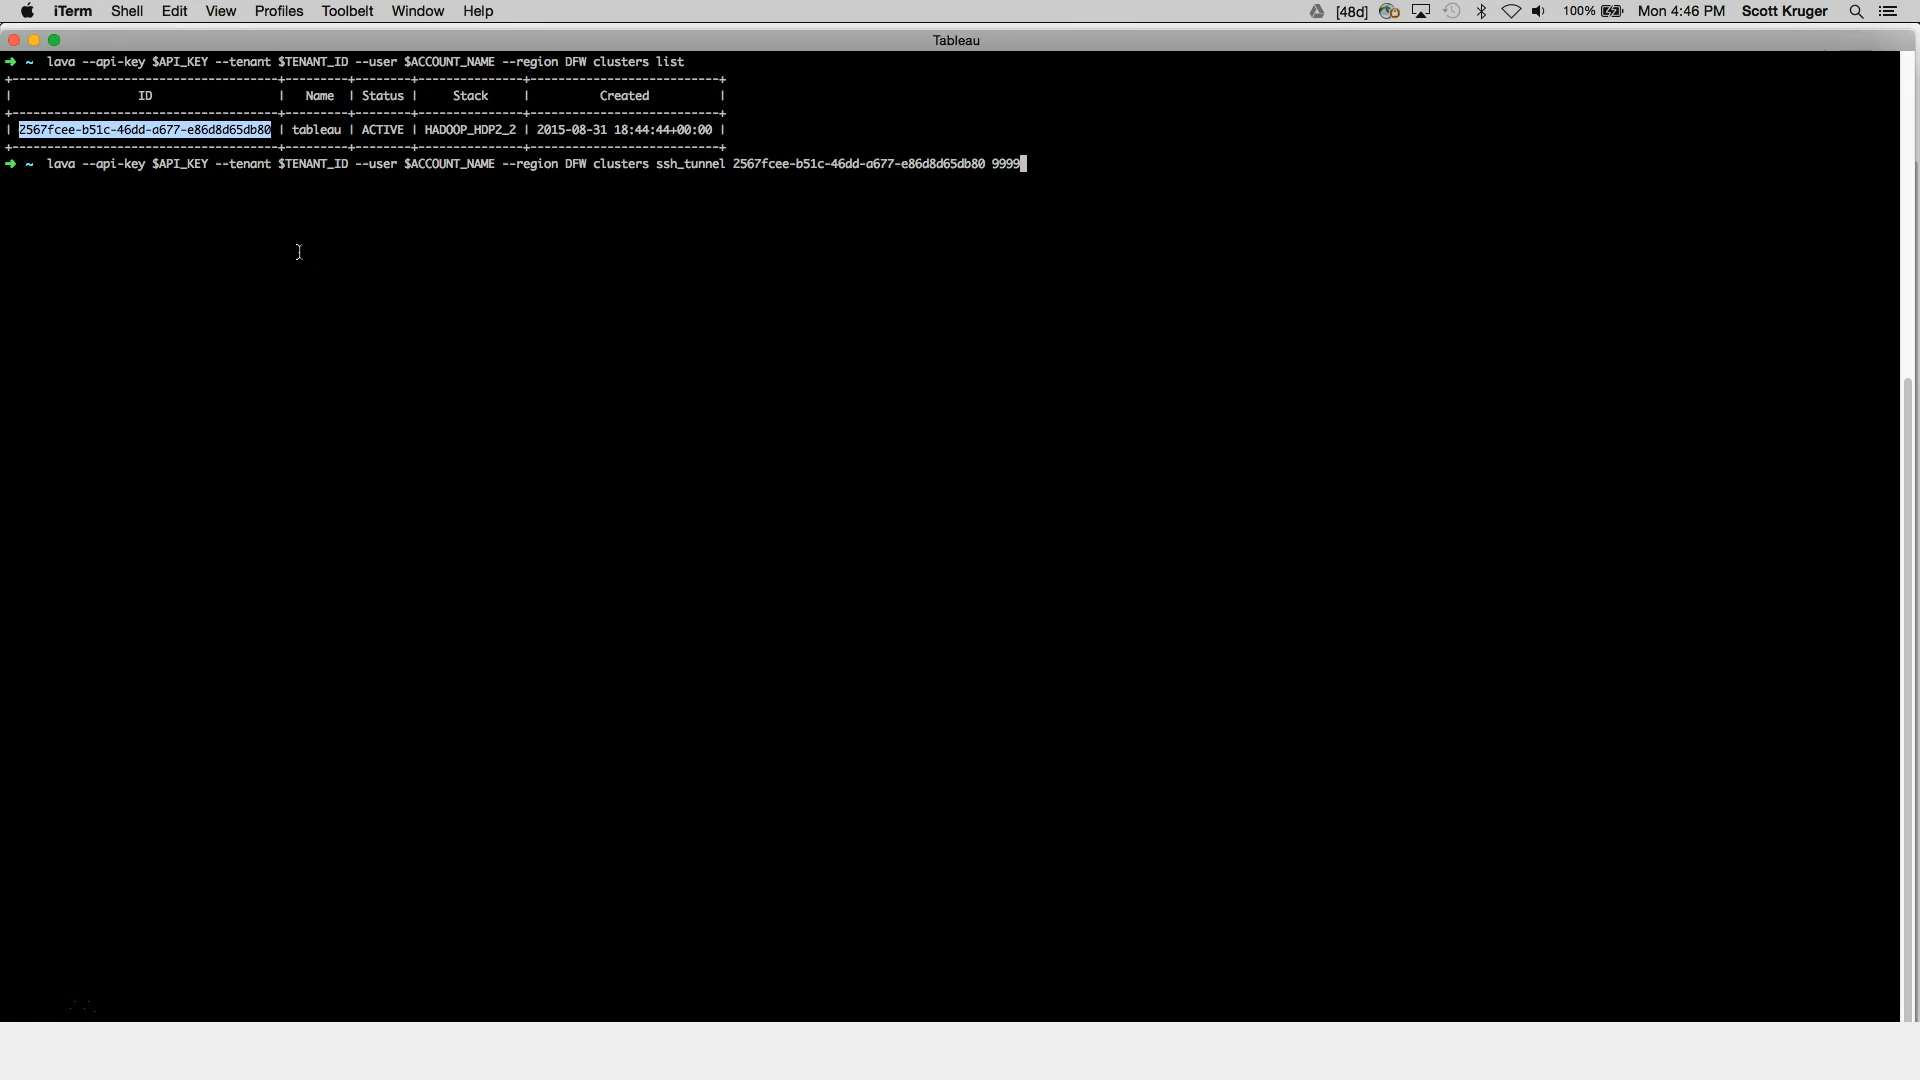 iTerm Shell Edit View Profiles Toolbelt Window Help [48d] 100% Mon 4:46 PM Scott Kruger
Tableau
➜ ~ lava --api-key $API_KEY --tenant $TENANT_ID --user $ACCOUNT_NAME --region DFW clusters list
+--------------------------------------+---------+--------+---------------+---------------------------+
| ID | Name | Status | Stack | Created |
+--------------------------------------+---------+--------+---------------+---------------------------+
| 2567fcee-b51c-46dd-a677-e86d8d65db80 | tableau | ACTIVE | HADOOP_HDP2_2 | 2015-08-31 18:44:44+00:00 |
+--------------------------------------+---------+--------+---------------+---------------------------+
➜ ~ lava --api-key $API_KEY --tenant $TENANT_ID --user $ACCOUNT_NAME --region DFW clusters ssh_tunnel 2567fcee-b51c-46dd-a677-e86d8d65db80 9999